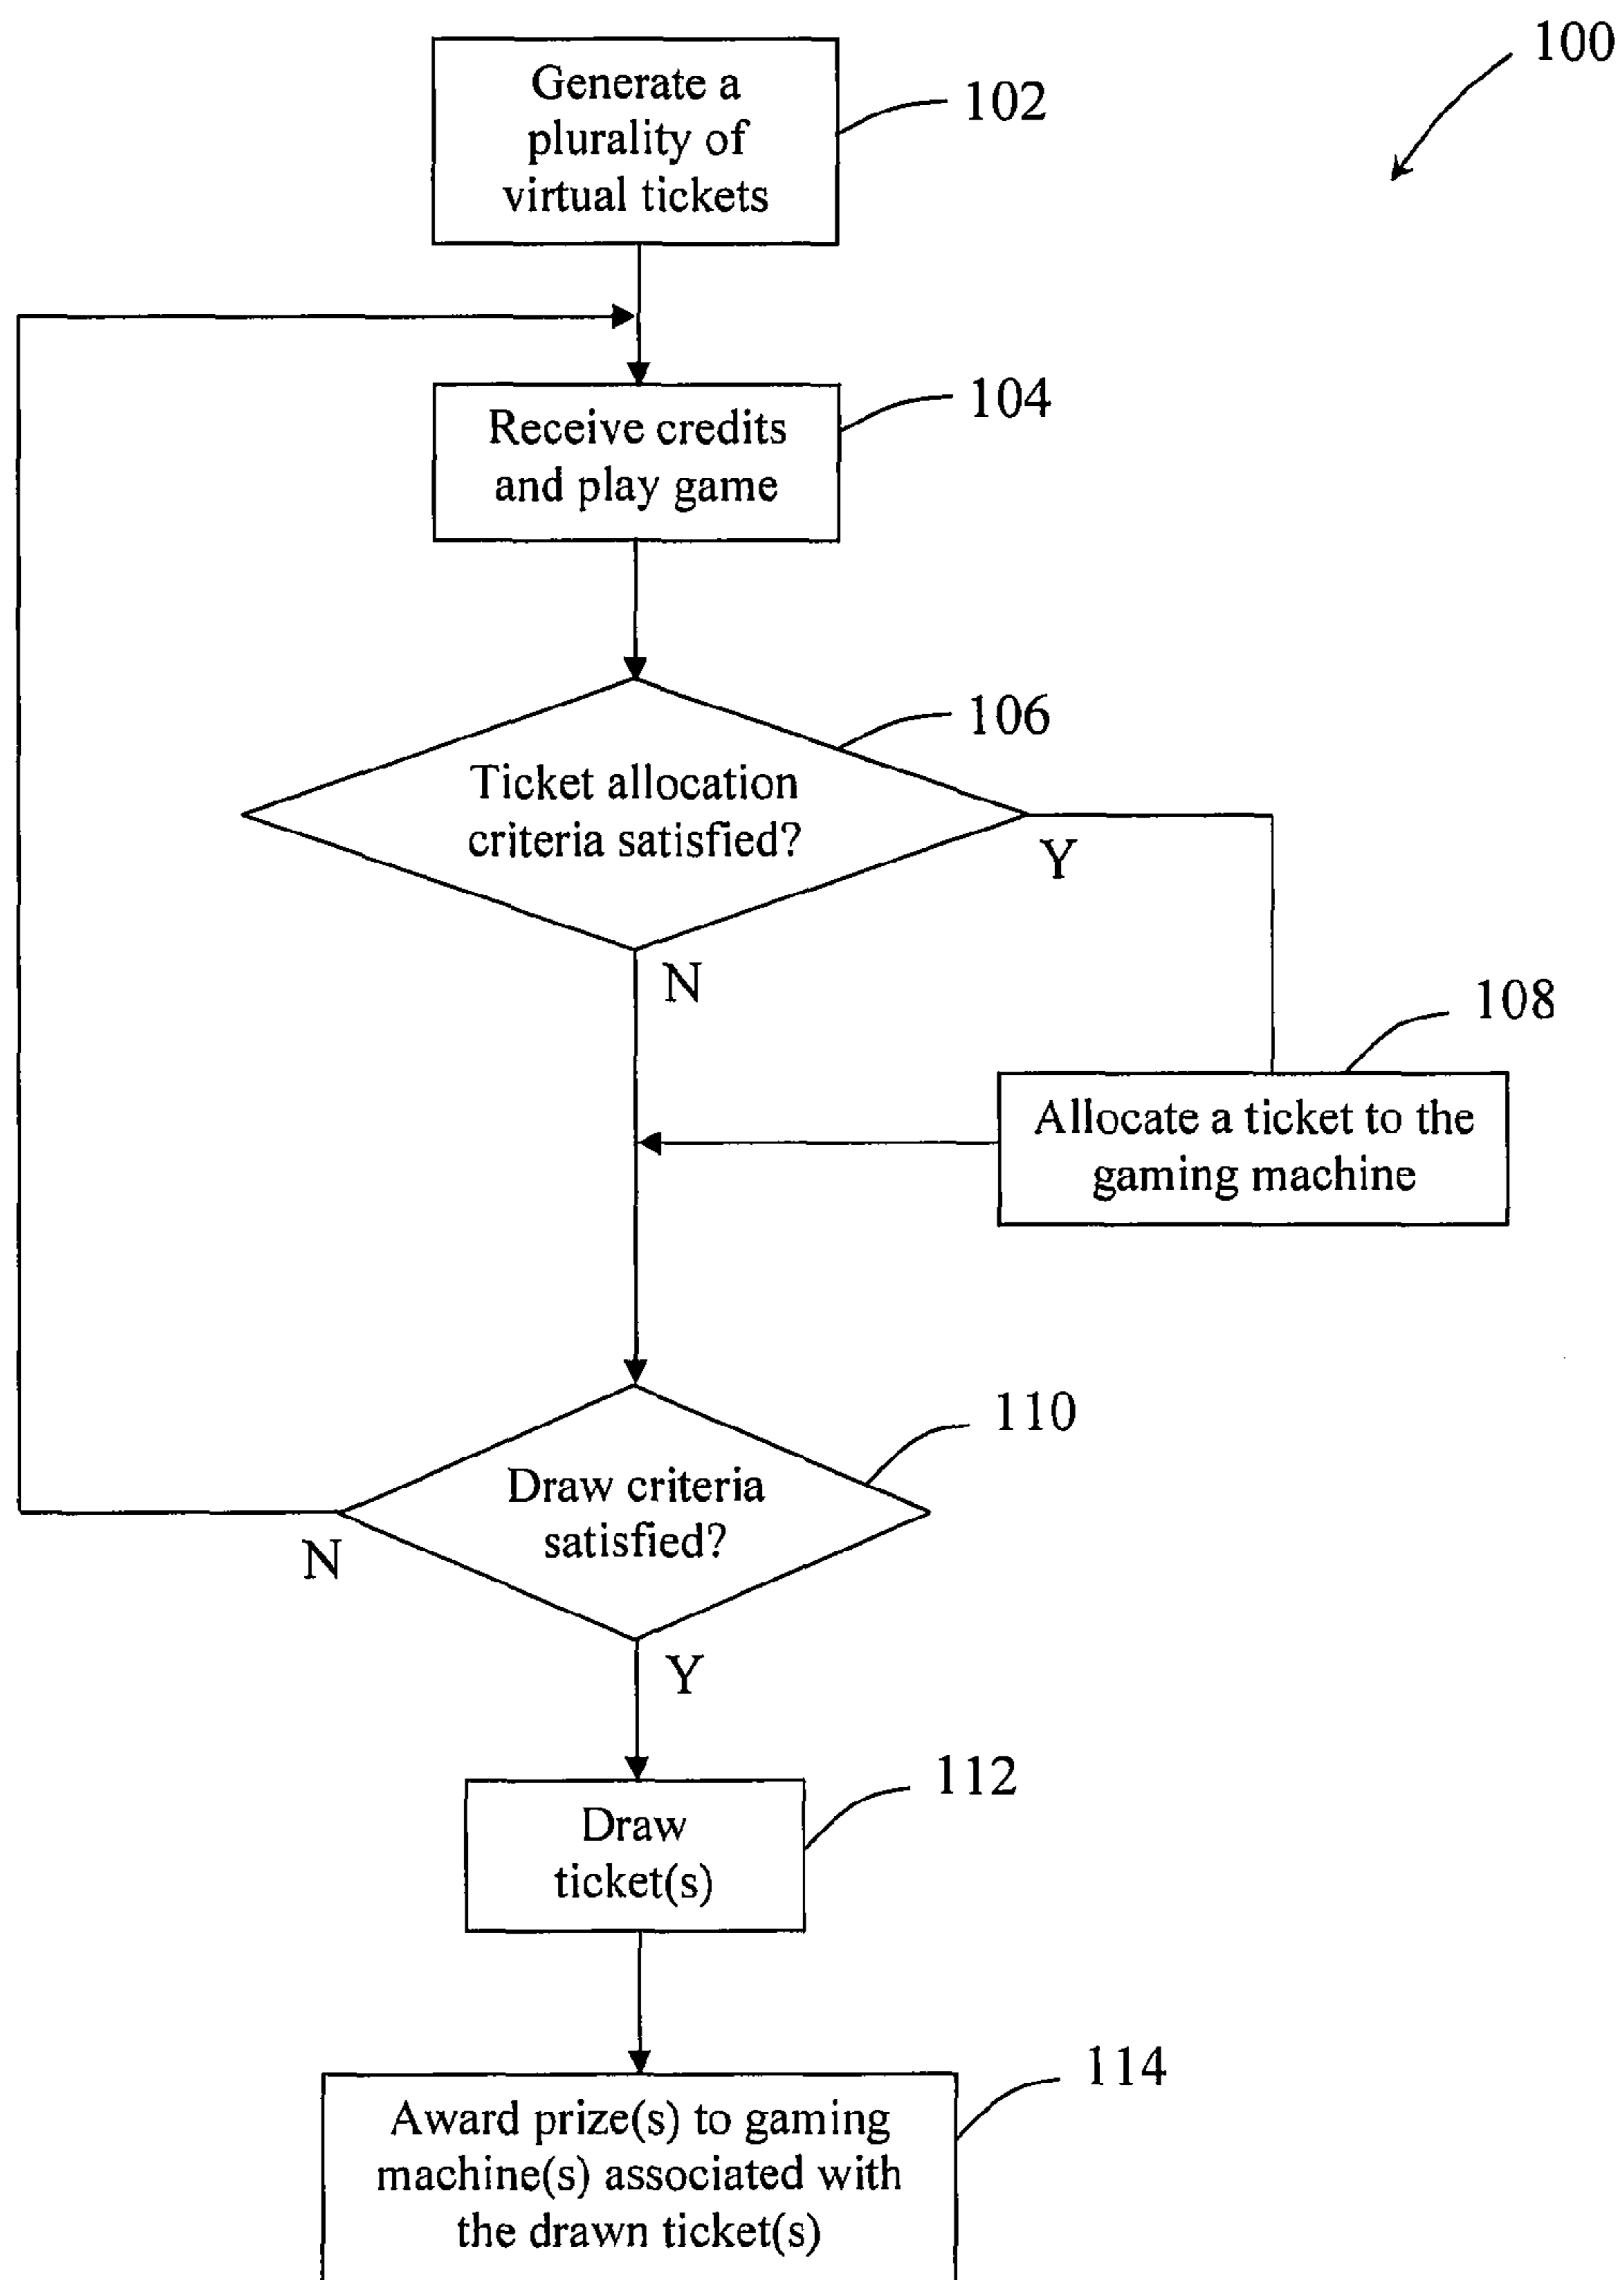 100
Generate a
plurality of
virtual tickets
102
Receive credits
and play game
104
Ticket allocation
criteria satisfied?
106
Y
N
108
Allocate a ticket to the
gaming machine
110
Draw criteria
satisfied?
N
Y
112
Draw
ticket(s)
114
Award prize(s) to gaming
machine(s) associated with
the drawn ticket(s)